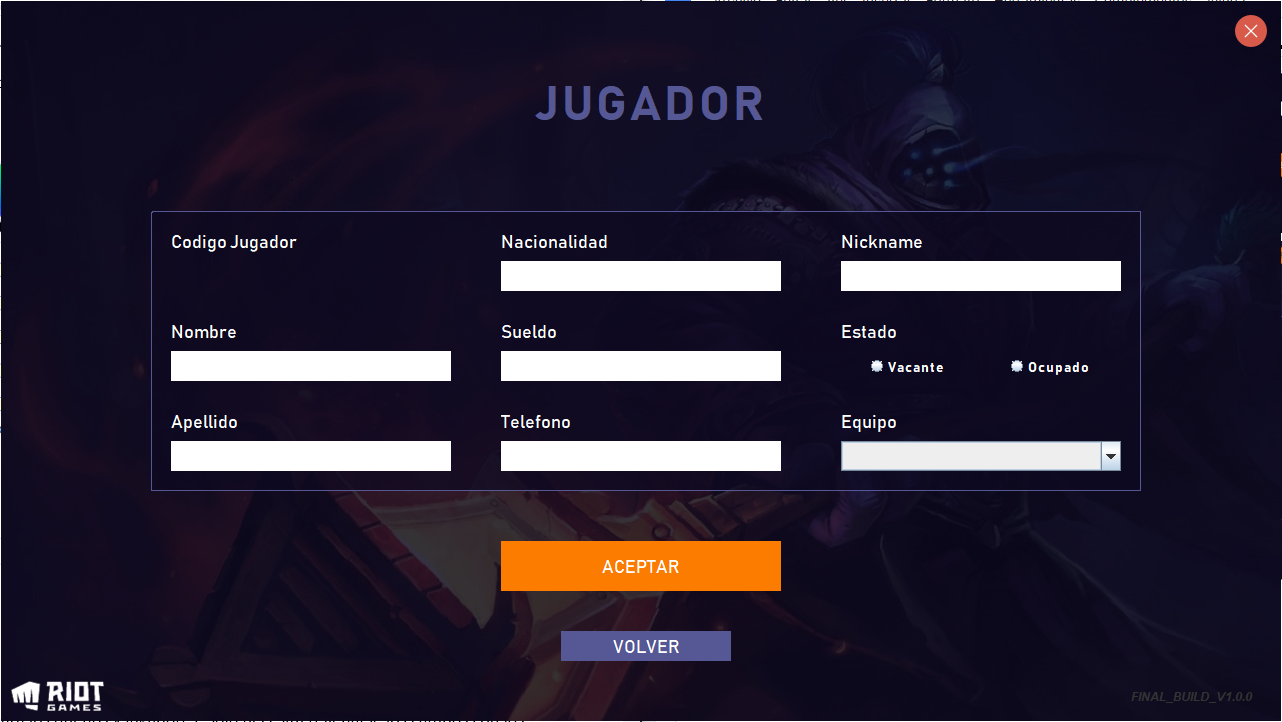 JUGADOR
Codigo Jugador
Nacionalidad
Nickname
Nombre
Sueldo
Estado
Vacante
Ocupado
Apellido
Telefono
Equipo
ACEPTAR
VOLVER
RIOT
GAMES
FINAL_BUILD_V1.0.0